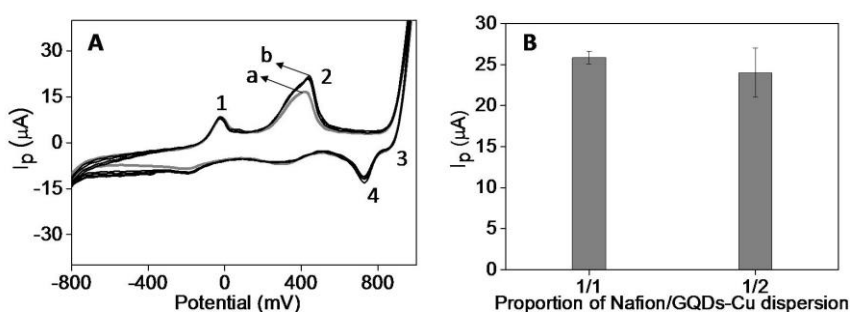 A
b
a
2
1
3
4
30
15
0
-15
-30
Ip (µA)
-800 -400 0 400 800
Potential (mV)
B
30
25
20
15
10
5
0
Ip (µA)
1/1 1/2
Proportion of Nafion/GQDs-Cu dispersion